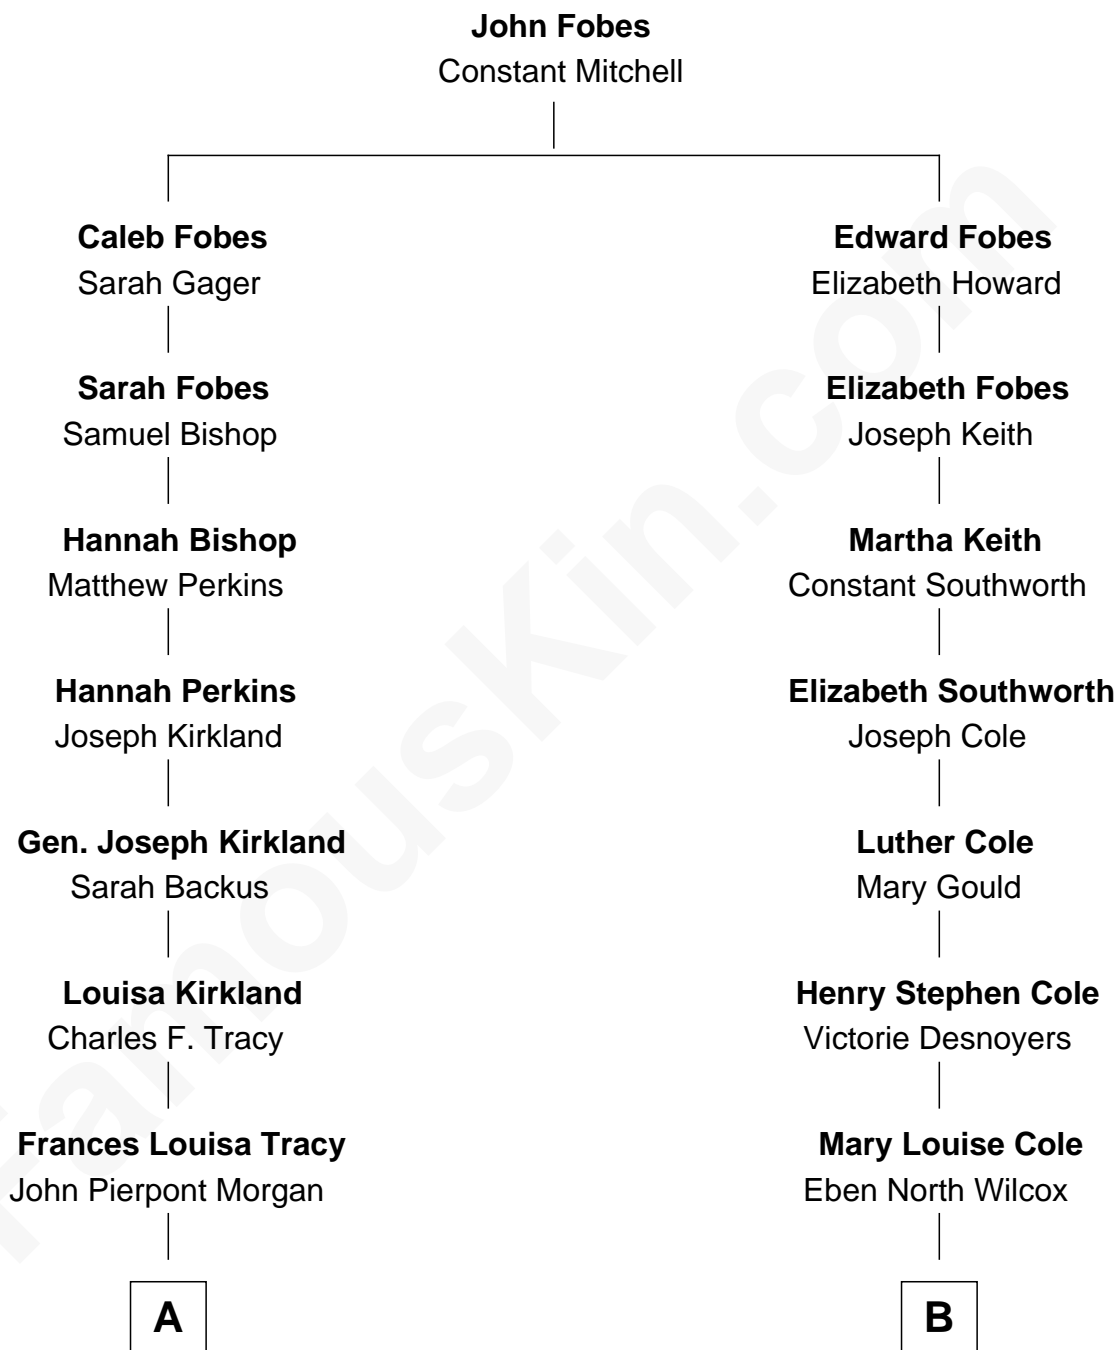 John Fobes
Constant Mitchell
Caleb Fobes
Sarah Gager
Edward Fobes
Elizabeth Howard
Sarah Fobes
Samuel Bishop
Elizabeth Fobes
Joseph Keith
Hannah Bishop
Matthew Perkins
Martha Keith
Constant Southworth
Hannah Perkins
Joseph Kirkland
Elizabeth Southworth
Joseph Cole
Gen. Joseph Kirkland
Sarah Backus
Luther Cole
Mary Gould
Louisa Kirkland
Charles F. Tracy
Henry Stephen Cole
Victorie Desnoyers
Frances Louisa Tracy
John Pierpont Morgan
Mary Louise Cole
Eben North Wilcox
A
B
FamousKin.com